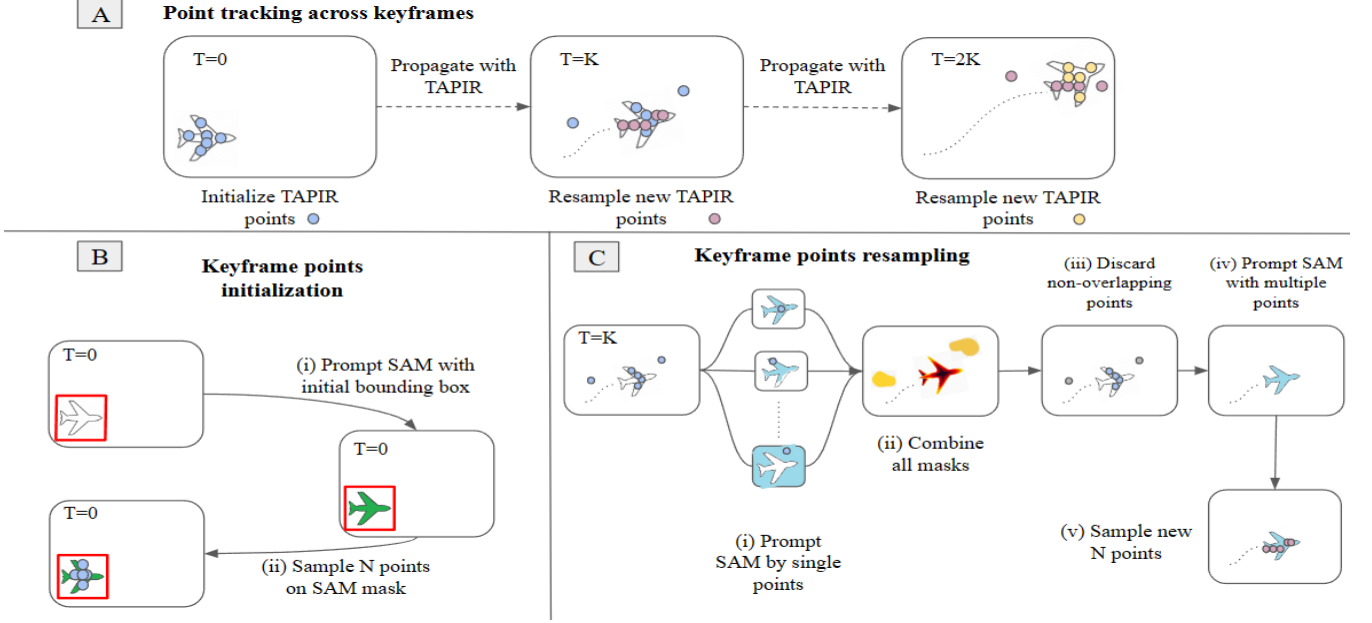 A
Point tracking across keyframes
T=0
Propagate with
TAPIR
T=K
Propagate with
TAPIR
T=2K
Initialize TAPIR
points
Resample new TAPIR
points
Resample new TAPIR
points
B
Keyframe points
initialization
T=0
(i) Prompt SAM with
initial bounding box
T=0
T=0
(ii) Sample N points
on SAM mask
C
Keyframe points resampling
T=K
(i) Prompt
SAM by single
points
(ii) Combine
all masks
(iii) Discard
non-overlapping
points
(iv) Prompt SAM
with multiple
points
(v) Sample new
N points